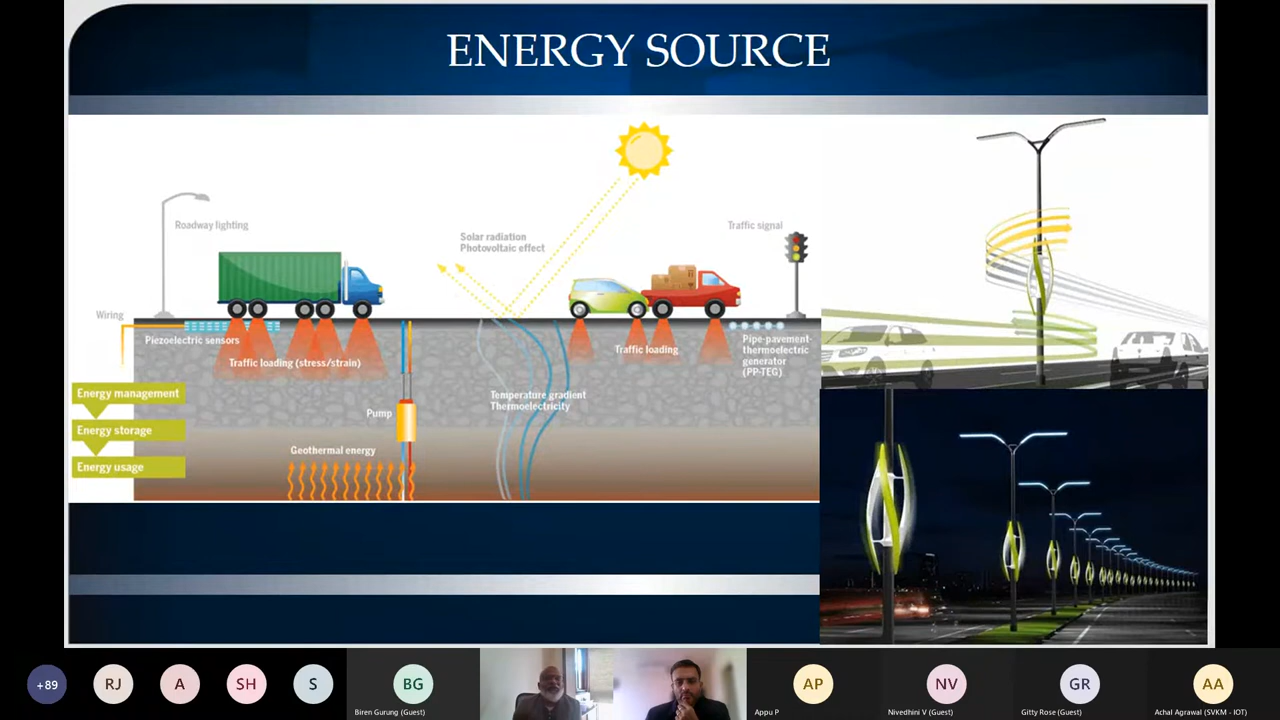 ENERGY SOURCE
Roadway lighting
Solar radiation
Photovoltaic effect
Traffic signal
Wiring
Piezoelectric sensors
Traffic loading (stress/strain)
Traffic loading
Pipe-pavement-
thermoelectric
generator
(PP-TEG)
Energy management
Energy storage
Energy usage
Pump
Temperature gradient
Thermoelectricity
Geothermal energy
+89
RJ
A
SH
S
BG
Biren Gurung (Guest)
AP
Appu P
NV
Nivedhini V (Guest)
GR
Gitty Rose (Guest)
AA
Achal Agrawal (SVKM - IOT)